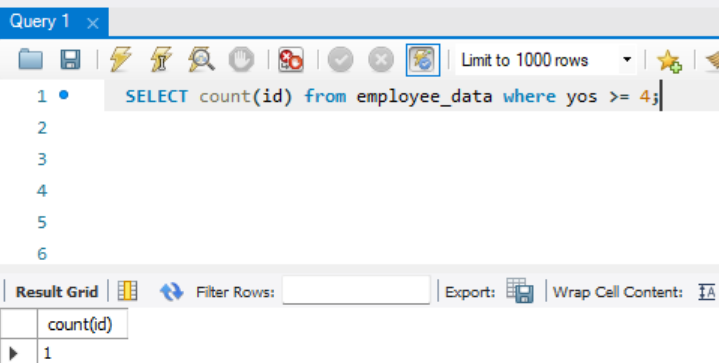 Query 1
Limit to 1000 rows
1 SELECT count(id) from employee_data where yos >= 4;
2
3
4
5
6
Result Grid Filter Rows: Export: Wrap Cell Content: IA
count(id)
1